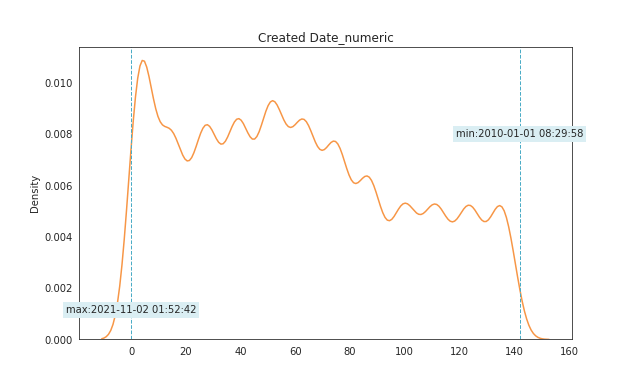 Created Date_numeric
Density
0.010
0.008
0.006
0.004
0.002
0.000
min:2010-01-01 08:29:58
max:2021-11-02 01:52:42
0 20 40 60 80 100 120 140 160